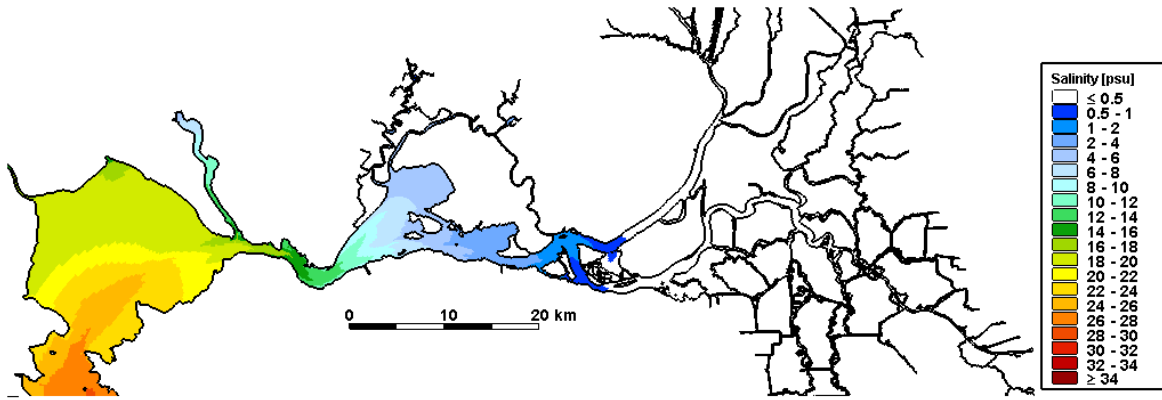 Salinity [psu]
≤ 0.5
0.5 - 1
1 - 2
2 - 4
4 - 6
6 - 8
8 - 10
10 - 12
12 - 14
14 - 16
16 - 18
18 - 20
20 - 22
22 - 24
24 - 26
26 - 28
28 - 30
30 - 32
32 - 34
≥ 34
0 10 20 km